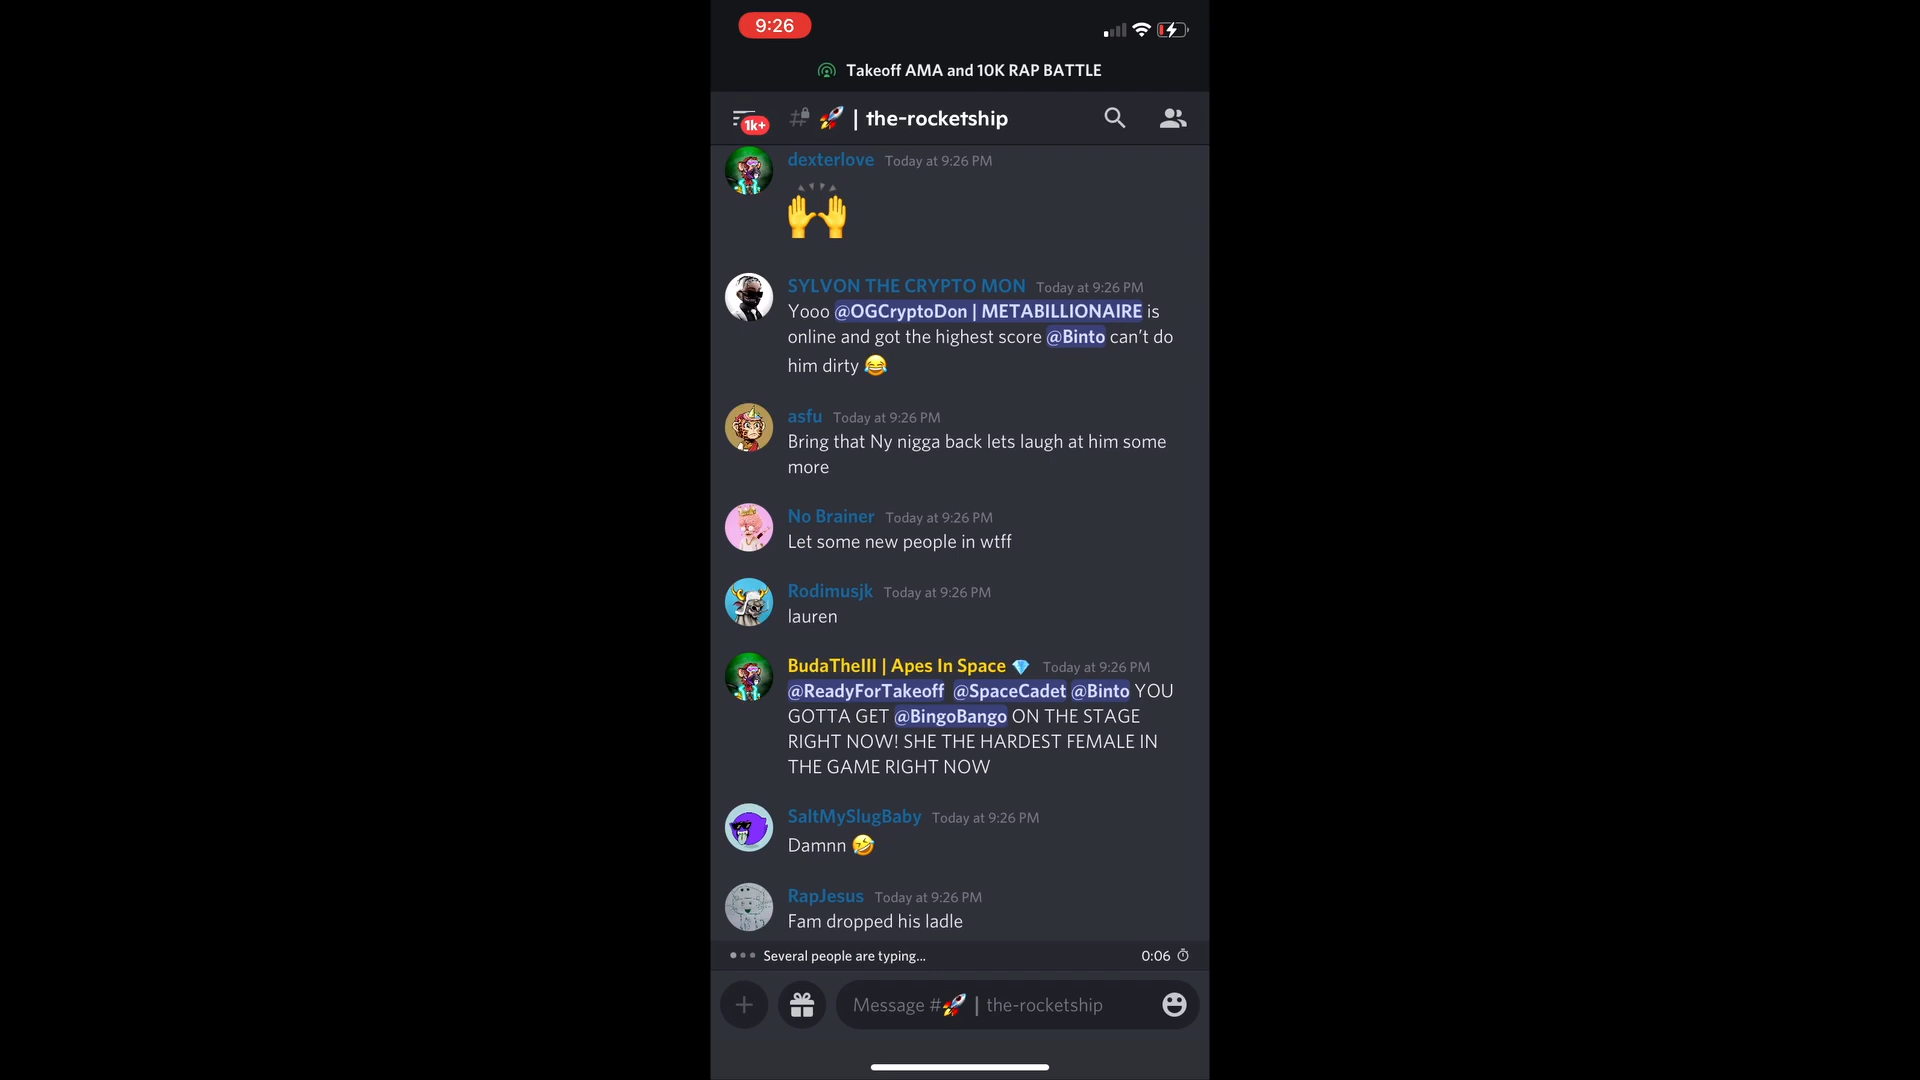 9:26
Takeoff AMA and 10K RAP BATTLE
1k+
# 🚀 | the-rocketship
dexterlove Today at 9:26 PM
🙌
SYLVON THE CRYPTO MON Today at 9:26 PM
Yooo @OGCryptoDon | METABILLIONAIRE is
online and got the highest score @Binto can't do
him dirty 😂
asfu Today at 9:26 PM
Bring that Ny nigga back lets laugh at him some
more
No Brainer Today at 9:26 PM
Let some new people in wtff
Rodimusjk Today at 9:26 PM
lauren
BudaTheIII | Apes In Space 💎 Today at 9:26 PM
@ReadyForTakeoff @SpaceCadet @Binto YOU
GOTTA GET @BingoBango ON THE STAGE
RIGHT NOW! SHE THE HARDEST FEMALE IN
THE GAME RIGHT NOW
SaltMySlugBaby Today at 9:26 PM
Damnn 🤣
RapJesus Today at 9:26 PM
Fam dropped his ladle
Several people are typing... 0:06
Message #🚀 | the-rocketship